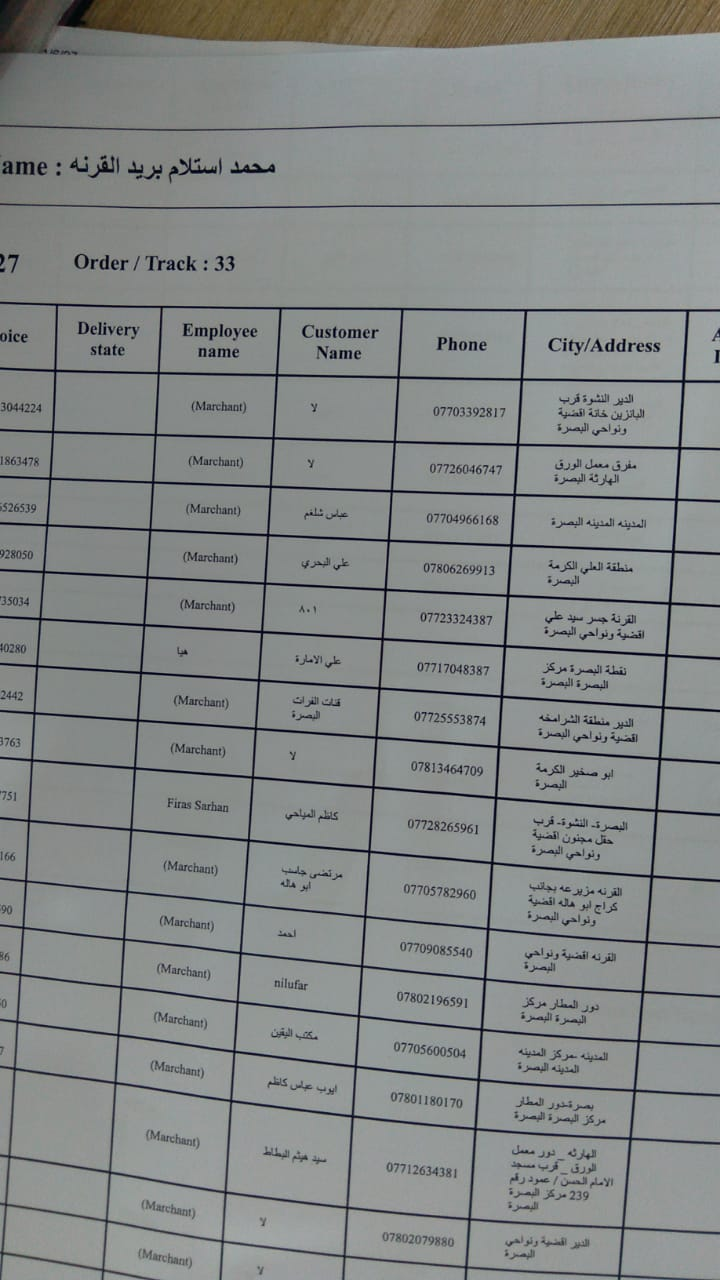 ame : محمد استلام بريد القرنه
27 Order / Track : 33
oice
Delivery
state
Employee
name
Customer
Name
Phone
City/Address
3044224
(Marchant)
لا
07703392817
الدير النشوة قرب
البانزين خانة اقضية
ونواحي البصرة
1863478
(Marchant)
لا
07726046747
مفرق معمل الورق
الهارثة البصرة
6526539
(Marchant)
عباس شلغم
07704966168
المدينه المدينه البصرة
928050
(Marchant)
علي البحري
07806269913
منطقة العلي الكرمة
البصرة
735034
(Marchant)
٨٠١
07723324387
القرنة جسر سيد علي
اقضية ونواحي البصرة
40280
هبا
علي الامارة
07717048387
نقطة البصرة مركز
البصرة البصرة
2442
(Marchant)
قنات الفرات
البصرة
07725553874
الدير منطقة الشرامخه
اقضية ونواحي البصرة
3763
(Marchant)
لا
07813464709
ابو صخير الكرمة
البصرة
7751
Firas Sarhan
كاظم المياحي
07728265961
البصرة- النشوة- قرب
حقل مجنون اقضية
ونواحي البصرة
166
(Marchant)
مرتضى جاسب
ابو هاله
07705782960
القرنه مزيرعه بجانب
كراج ابو هاله اقضية
ونواحي البصرة
590
(Marchant)
احمد
07709085540
القرنه اقضية ونواحي
البصرة
86
(Marchant)
nilufar
07802196591
دور المطار مركز
البصرة البصرة
0
(Marchant)
مكتب اليقين
07705600504
المدينه -مركز المدينه
المدينه البصرة
7
(Marchant)
ايوب عباس كاظم
07801180170
بصرة-دور المطار
مركز البصرة البصرة
(Marchant)
سيد هيثم البطاط
07712634381
الهارثه _ دور معمل
الورق _ قرب مسجد
الامام الحسن / عمود رقم
239 مركز البصرة
البصرة
(Marchant)
لا
07802079880
الدير اقضية ونواحي
البصرة
(Marchant)
لا